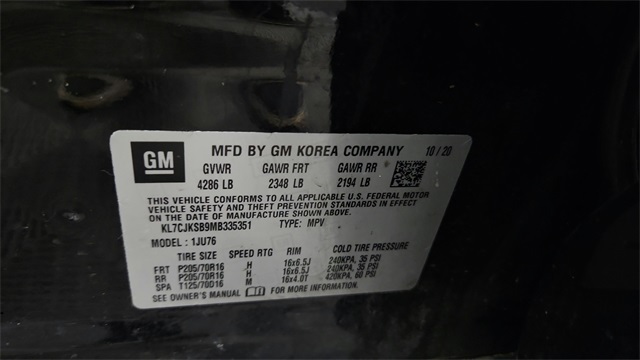 GM MFD BY GM KOREA COMPANY 10/20
GVWR GAWR FRT GAWR RR
4286 LB 2348 LB 2194 LB
THIS VEHICLE CONFORMS TO ALL APPLICABLE U.S. FEDERAL MOTOR
VEHICLE SAFETY AND THEFT PREVENTION STANDARDS IN EFFECT
ON THE DATE OF MANUFACTURE SHOWN ABOVE.
KL7CJKSB9MB335351 TYPE: MPV
MODEL: 1JU76
TIRE SIZE SPEED RTG RIM COLD TIRE PRESSURE
FRT P205/70R16 H 16x6.5J 240KPA, 35 PSI
RR P205/70R16 H 16x6.5J 240KPA, 35 PSI
SPA T125/70D16 M 16x4.0T 420KPA, 60 PSI
SEE OWNER'S MANUAL